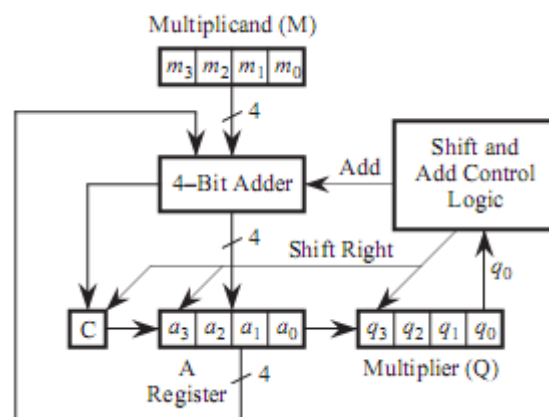 Multiplicand (M)
m3 m2 m1 m0
4
4–Bit Adder
Add
Shift and
Add Control
Logic
4
Shift Right
q0
C
a3 a2 a1 a0
q3 q2 q1 q0
A
Register
4
Multiplier (Q)